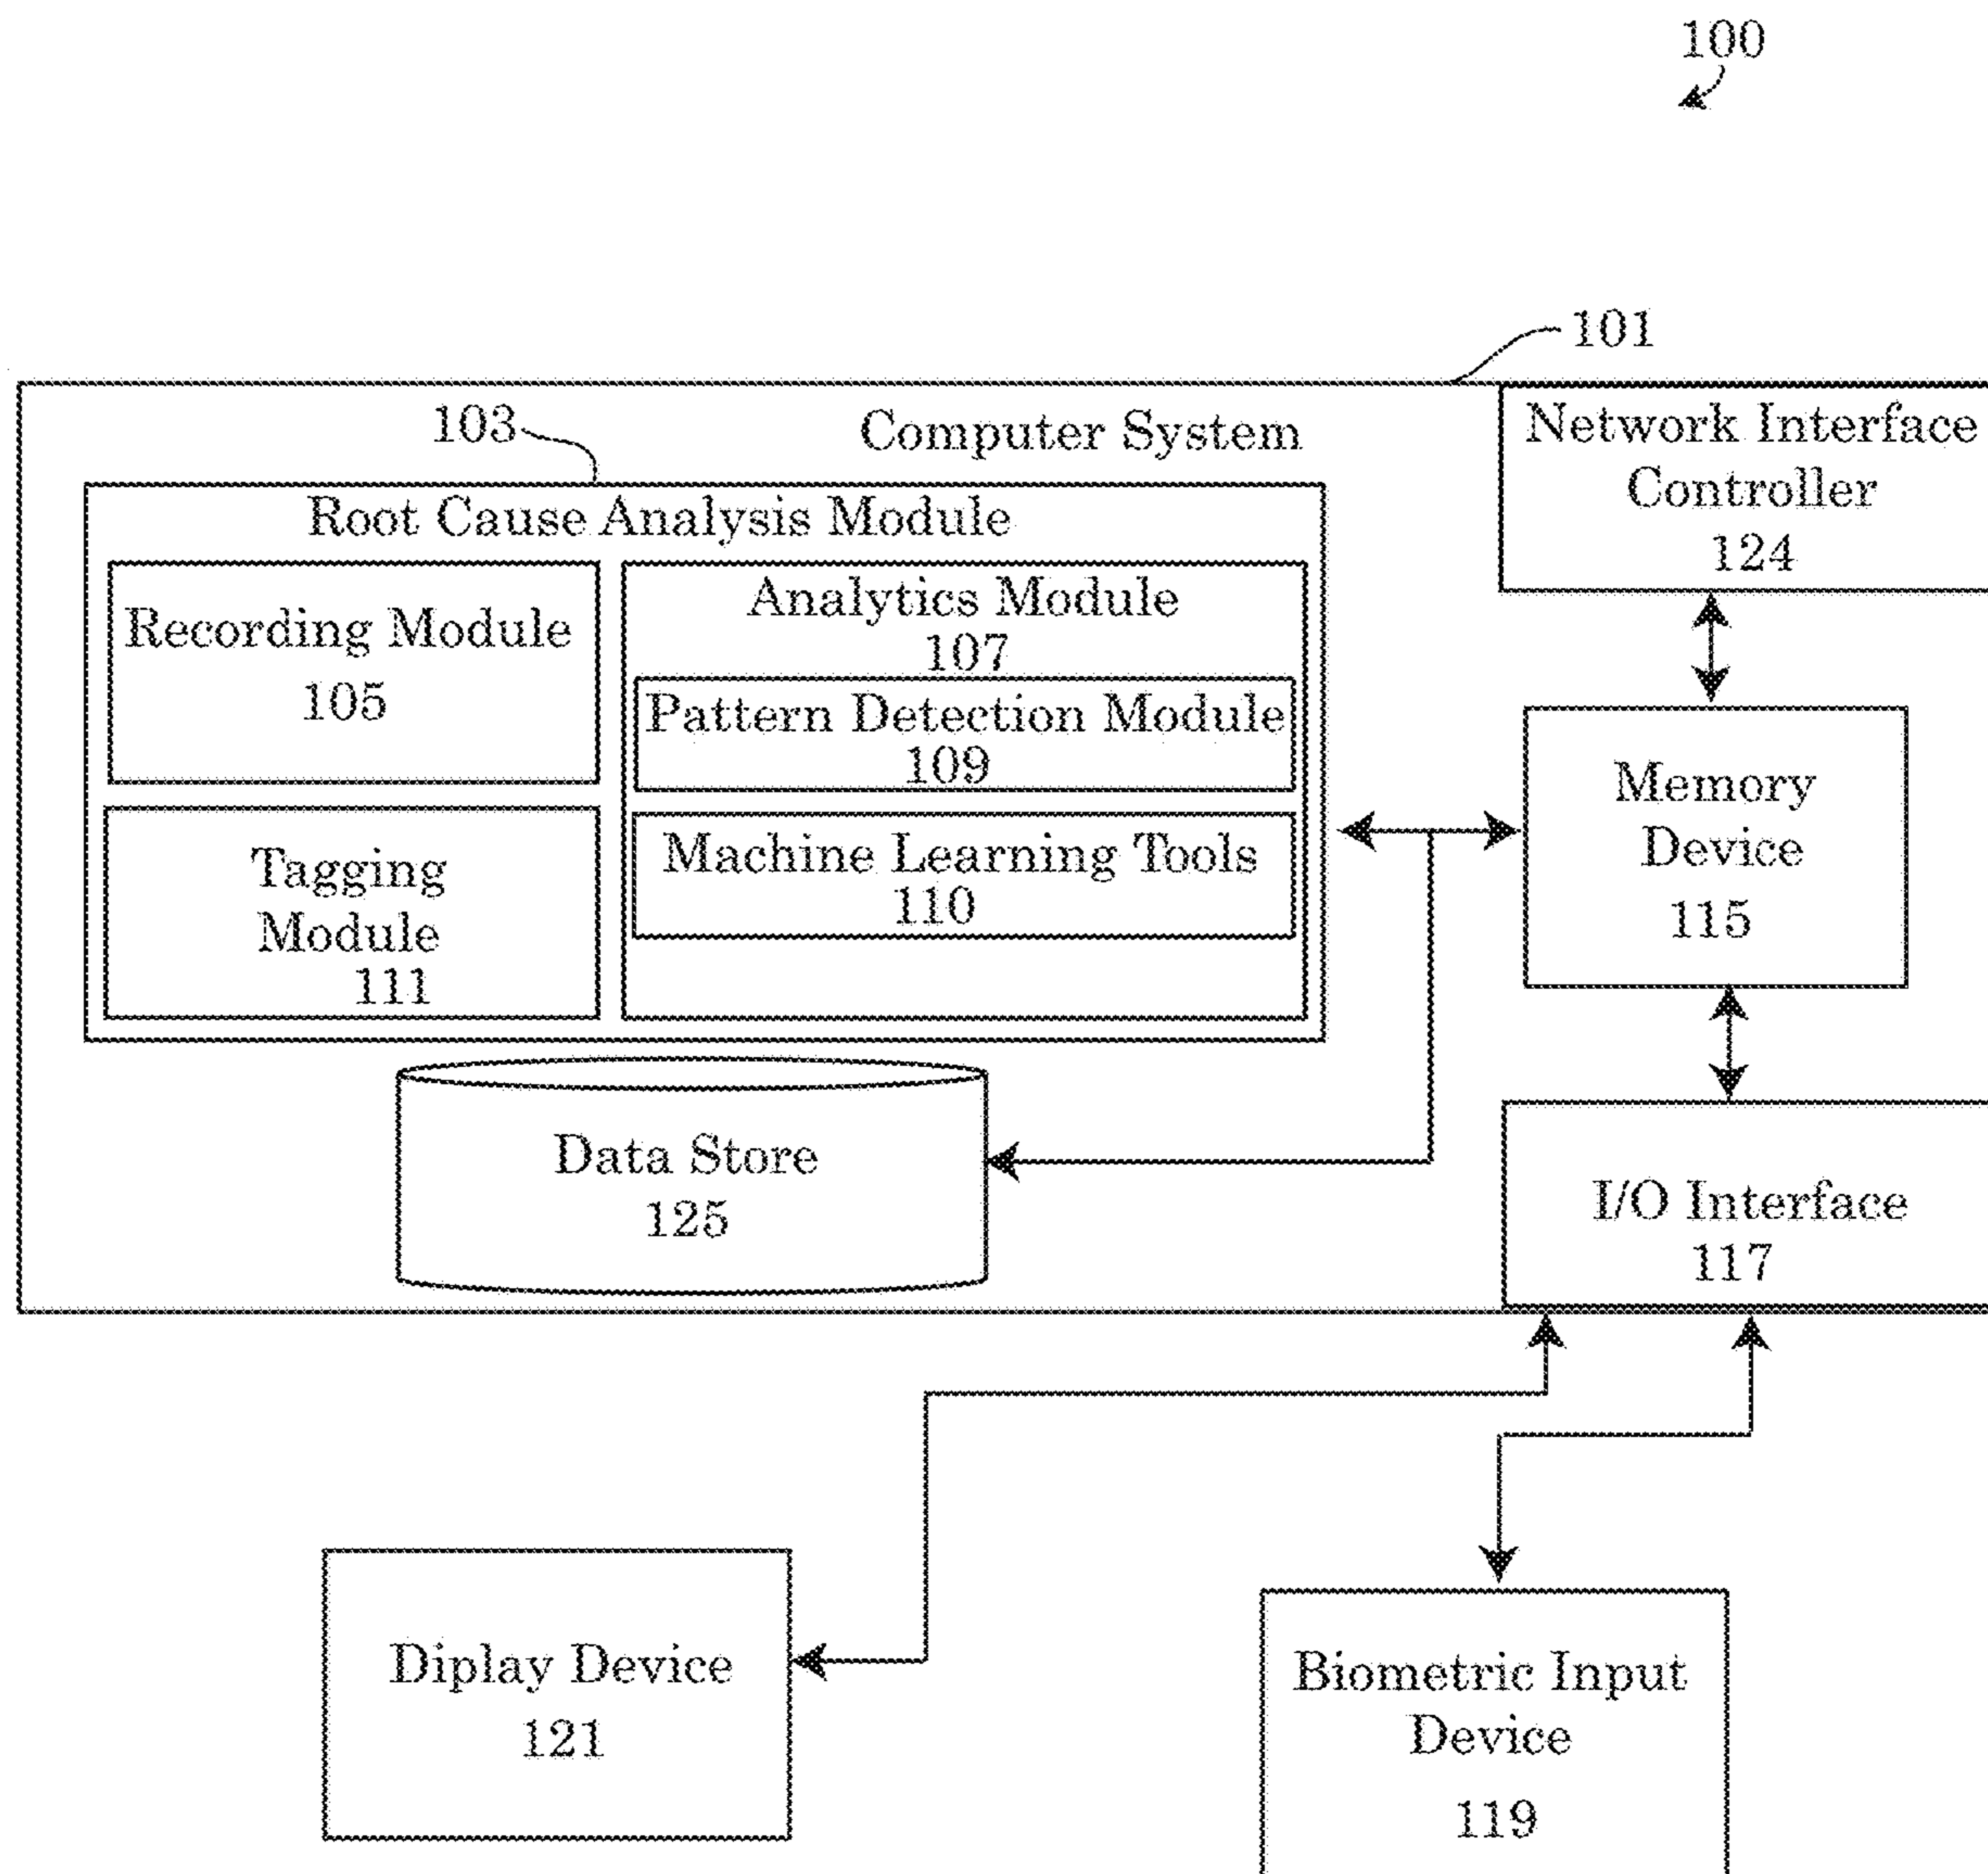 100
101
103
Computer System
Network Interface
Controller
124
Root Cause Analysis Module
Recording Module
105
Analytics Module
107
Pattern Detection Module
109
Machine Learning Tools
110
Tagging
Module
111
Memory
Device
115
Data Store
125
I/O Interface
117
Diplay Device
121
Biometric Input
Device
119